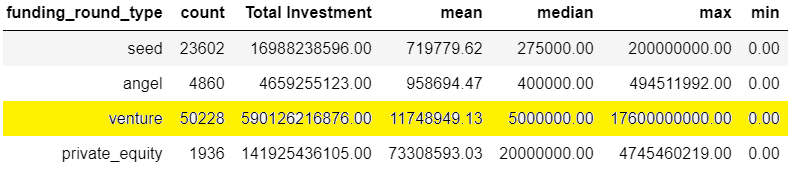 funding_round_type count Total Investment mean median max min
seed 23602 16988238596.00 719779.62 275000.00 200000000.00 0.00
angel 4860 4659255123.00 958694.47 400000.00 494511992.00 0.00
venture 50228 590126216876.00 11748949.13 5000000.00 17600000000.00 0.00
private_equity 1936 141925436105.00 73308593.03 20000000.00 4745460219.00 0.00